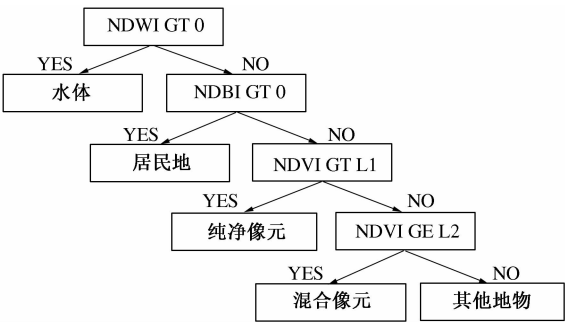 NDWI GT 0
YES
NO
水体
NDBI GT 0
YES
NO
居民地
NDVI GT L1
YES
NO
纯净像元
NDVI GE L2
YES
NO
混合像元
其他地物